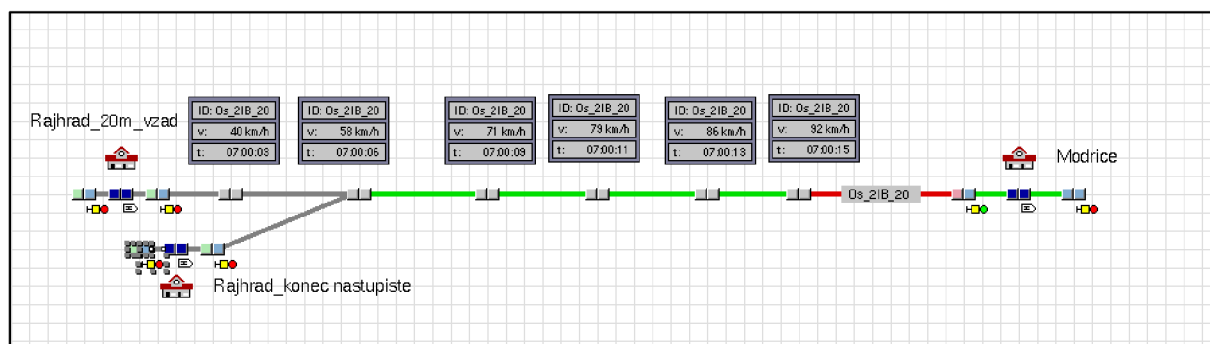 ID: Os_2IB_20
v: 40 km/h
t: 07:00:03
ID: Os_2IB_20
v: 58 km/h
t: 07:00:06
ID: Os_2IB_20
v: 71 km/h
t: 07:00:09
ID: Os_2IB_20
v: 79 km/h
t: 07:00:11
ID: Os_2IB_20
v: 86 km/h
t: 07:00:13
ID: Os_2IB_20
v: 92 km/h
t: 07:00:15
Rajhrad_20m_vzad
Modrice
Os_2IB_20
Rajhrad_konec nastupiste